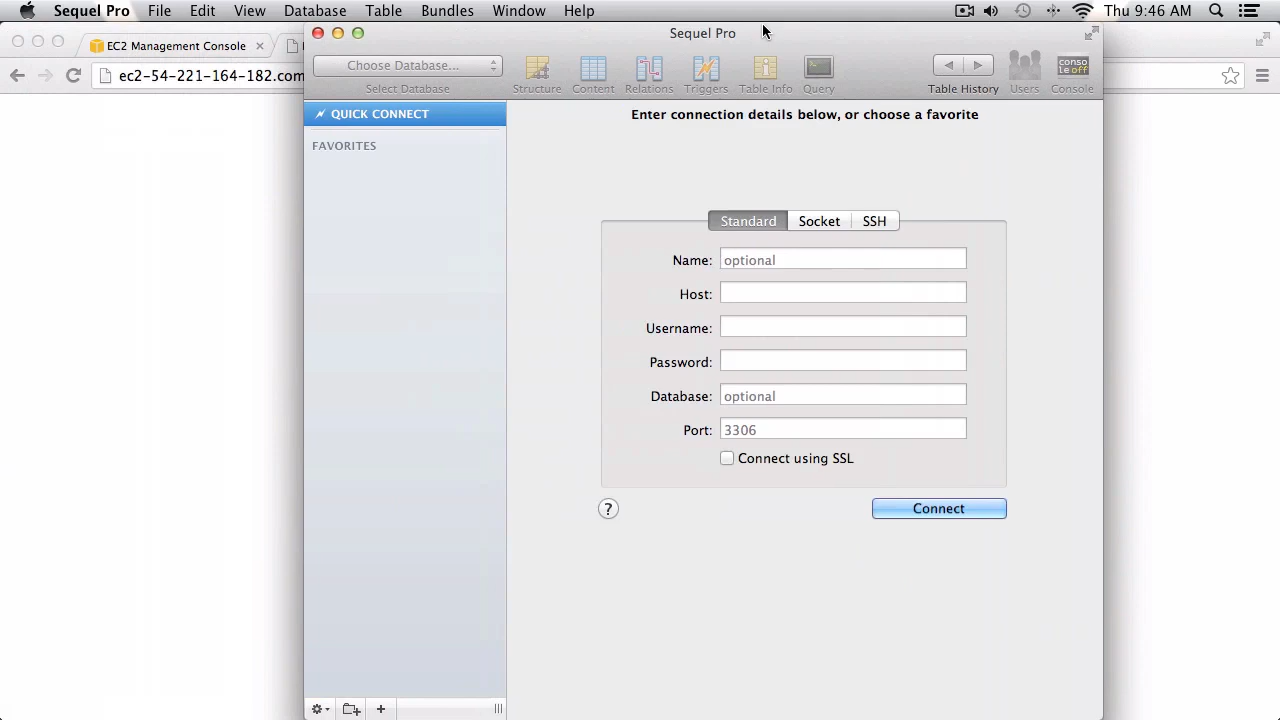 Sequel Pro File Edit View Database Table Bundles Window Help Thu 9:46 AM
EC2 Management Console
ec2-54-221-164-182.com
Sequel Pro
Choose Database...
Select Database Structure Content Relations Triggers Table Info Query Table History Users Console
conso
le off
QUICK CONNECT
FAVORITES
Enter connection details below, or choose a favorite
Standard Socket SSH
Name: optional
Host:
Username:
Password:
Database: optional
Port: 3306
Connect using SSL
? Connect